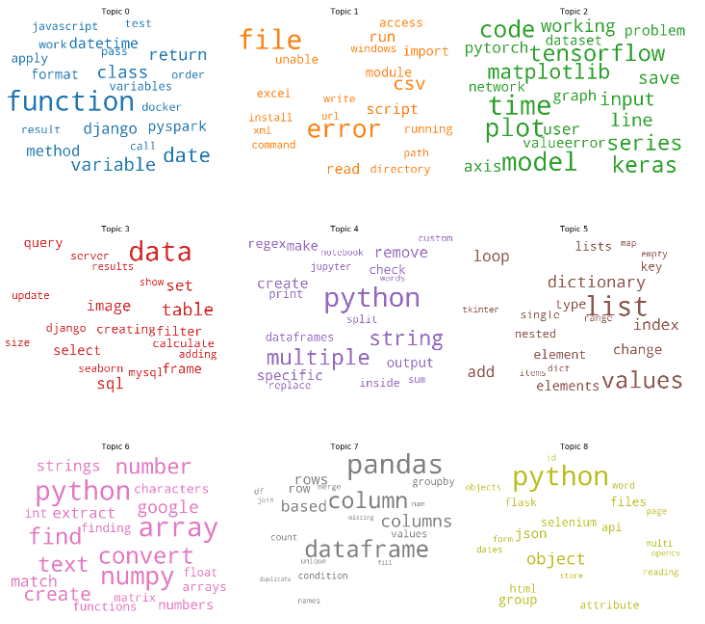 Topic 0
javascript test
work datetime
pass
apply return
format class order
variables
function docker
result django pyspark
call
method date
variable
Topic 1
access
file run
windows import
unable
module
csv
excel write
script
install url
xml error running
command
path
read directory
Topic 2
code working problem
dataset
pytorch tensorflow
matplotlib save
network
time graph input
line
plot user
valueerror series
axis model keras
Topic 3
query data
server
results
show set
update image
table
django creating filter
size calculate
select adding
seaborn mysql frame
sql
Topic 4
custom
regex make notebook remove
jupyter check
create words
print python
split
dataframes string
multiple output
specific
replace inside sum
Topic 5
lists map
loop empty
key
dictionary
type list
tkinter single range
nested index
element change
add items dict
elements values
Topic 6
strings number
python characters
int extract google
find finding array
text convert
match numpy float
arrays
create matrix
functions numbers
Topic 7
pandas
rows groupby
df row merge
join based column num
missing columns
values
count dataframe
unique fill
duplicate condition
names
Topic 8
id
python
objects word
flask files
page
selenium api
form json multi
dates object opencv
reading
store
html
group attribute